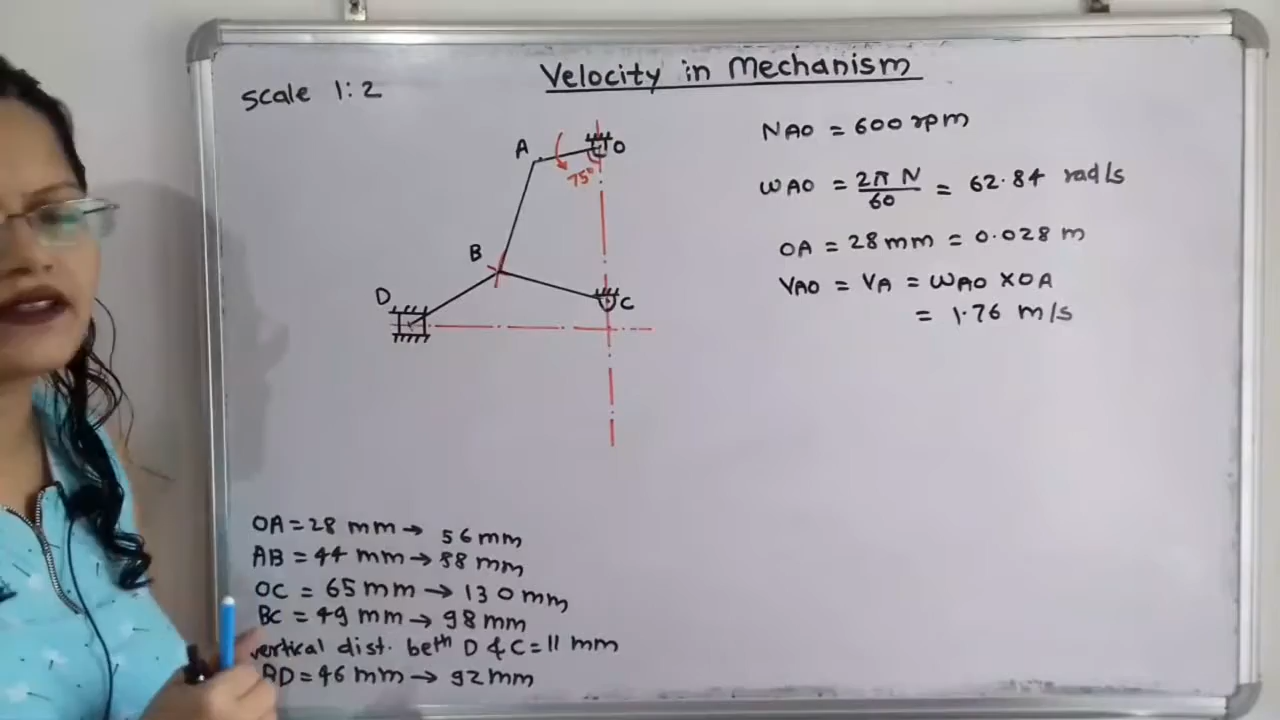 Velocity in Mechanism
Scale 1:2
A
O
75°
B
D
C
NAO = 600 rpm
ωAO = 2π N / 60 = 62.84 rad/s
OA = 28 mm = 0.028 m
VAO = VA = ωAO × OA
= 1.76 m/s
OA = 28 mm → 56 mm
AB = 44 mm → 88 mm
OC = 65 mm → 130 mm
BC = 49 mm → 98 mm
vertical dist. betn D & C = 11 mm
BD = 46 mm → 92 mm